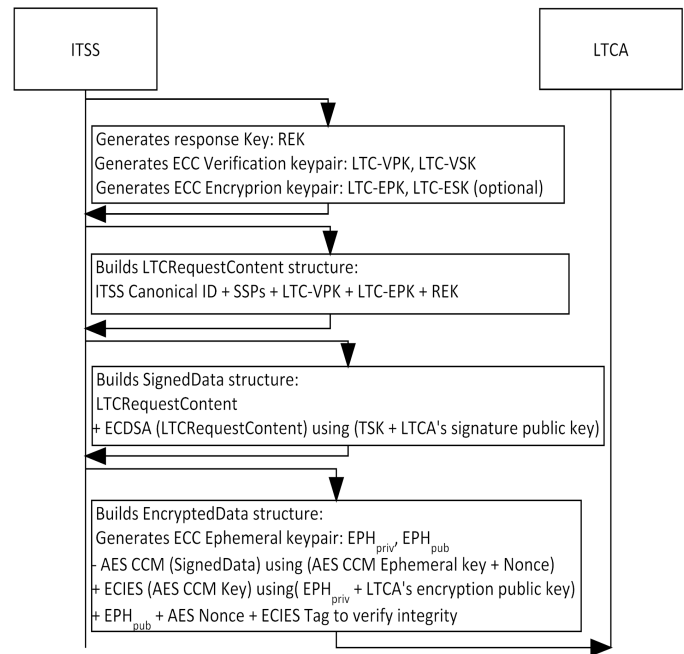 ITSS
LTCA
Generates response Key: REK
Generates ECC Verification keypair: LTC-VPK, LTC-VSK
Generates ECC Encryprion keypair: LTC-EPK, LTC-ESK (optional)
Builds LTCRequestContent structure:
ITSS Canonical ID + SSPs + LTC-VPK + LTC-EPK + REK
Builds SignedData structure:
LTCRequestContent
+ ECDSA (LTCRequestContent) using (TSK + LTCA's signature public key)
Builds EncryptedData structure:
Generates ECC Ephemeral keypair: EPH_priv, EPH_pub
- AES CCM (SignedData) using (AES CCM Ephemeral key + Nonce)
+ ECIES (AES CCM Key) using( EPH_priv + LTCA's encryption public key)
+ EPH_pub + AES Nonce + ECIES Tag to verify integrity